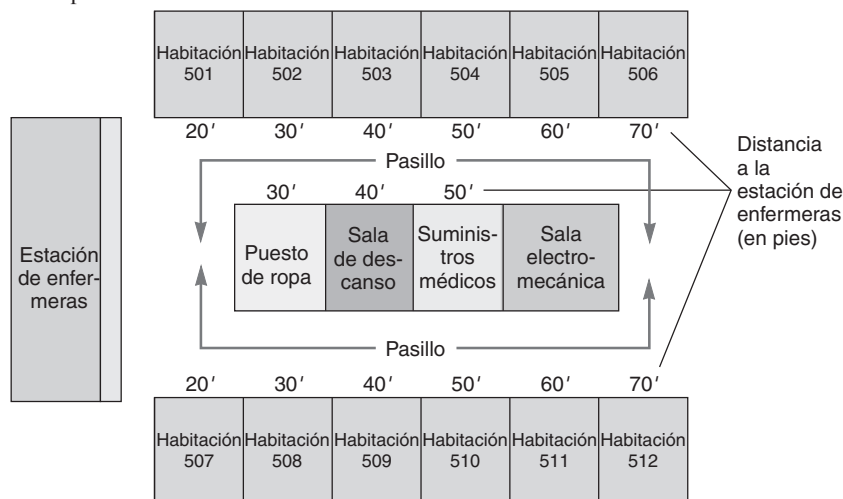 Habitación Habitación Habitación Habitación Habitación Habitación
501 502 503 504 505 506
20' 30' 40' 50' 60' 70'
Pasillo
30' 40' 50'
Distancia
a la
estación de
enfermeras
(en pies)
Estación
de enfer-
meras
Puesto
de ropa
Sala
de des-
canso
Suminis-
tros
médicos
Sala
electro-
mecánica
Pasillo
20' 30' 40' 50' 60' 70'
Habitación Habitación Habitación Habitación Habitación Habitación
507 508 509 510 511 512